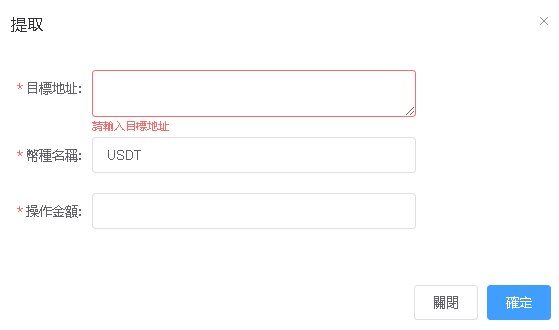 提取
* 目標地址:
請輸入目標地址
* 幣種名稱: USDT
* 操作金額:
關閉 確定